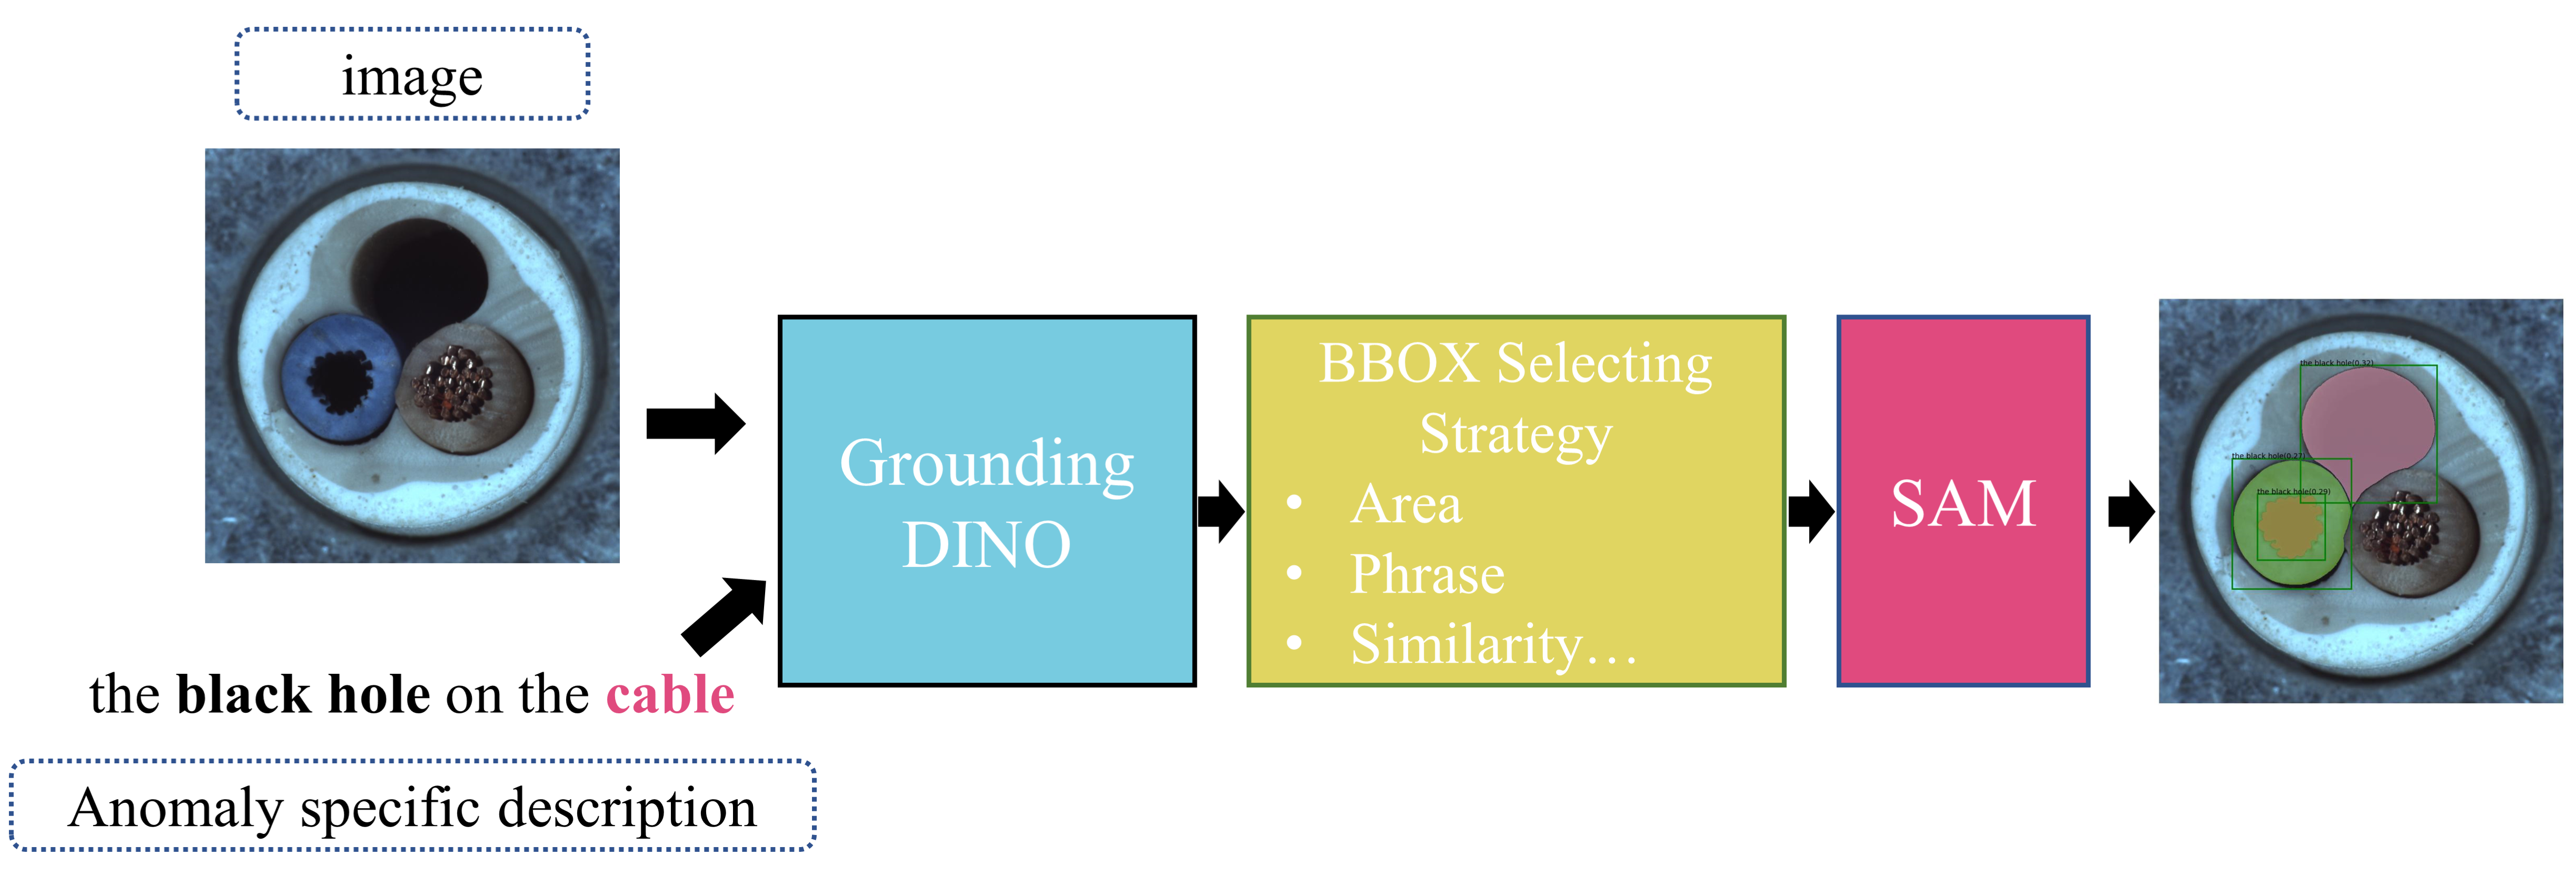 image
the black hole on the cable
Anomaly specific description
Grounding
DINO
BBOX Selecting
Strategy
• Area
• Phrase
• Similarity…
SAM
the black hole(0.32)
the black hole(0.27)
the black hole(0.29)